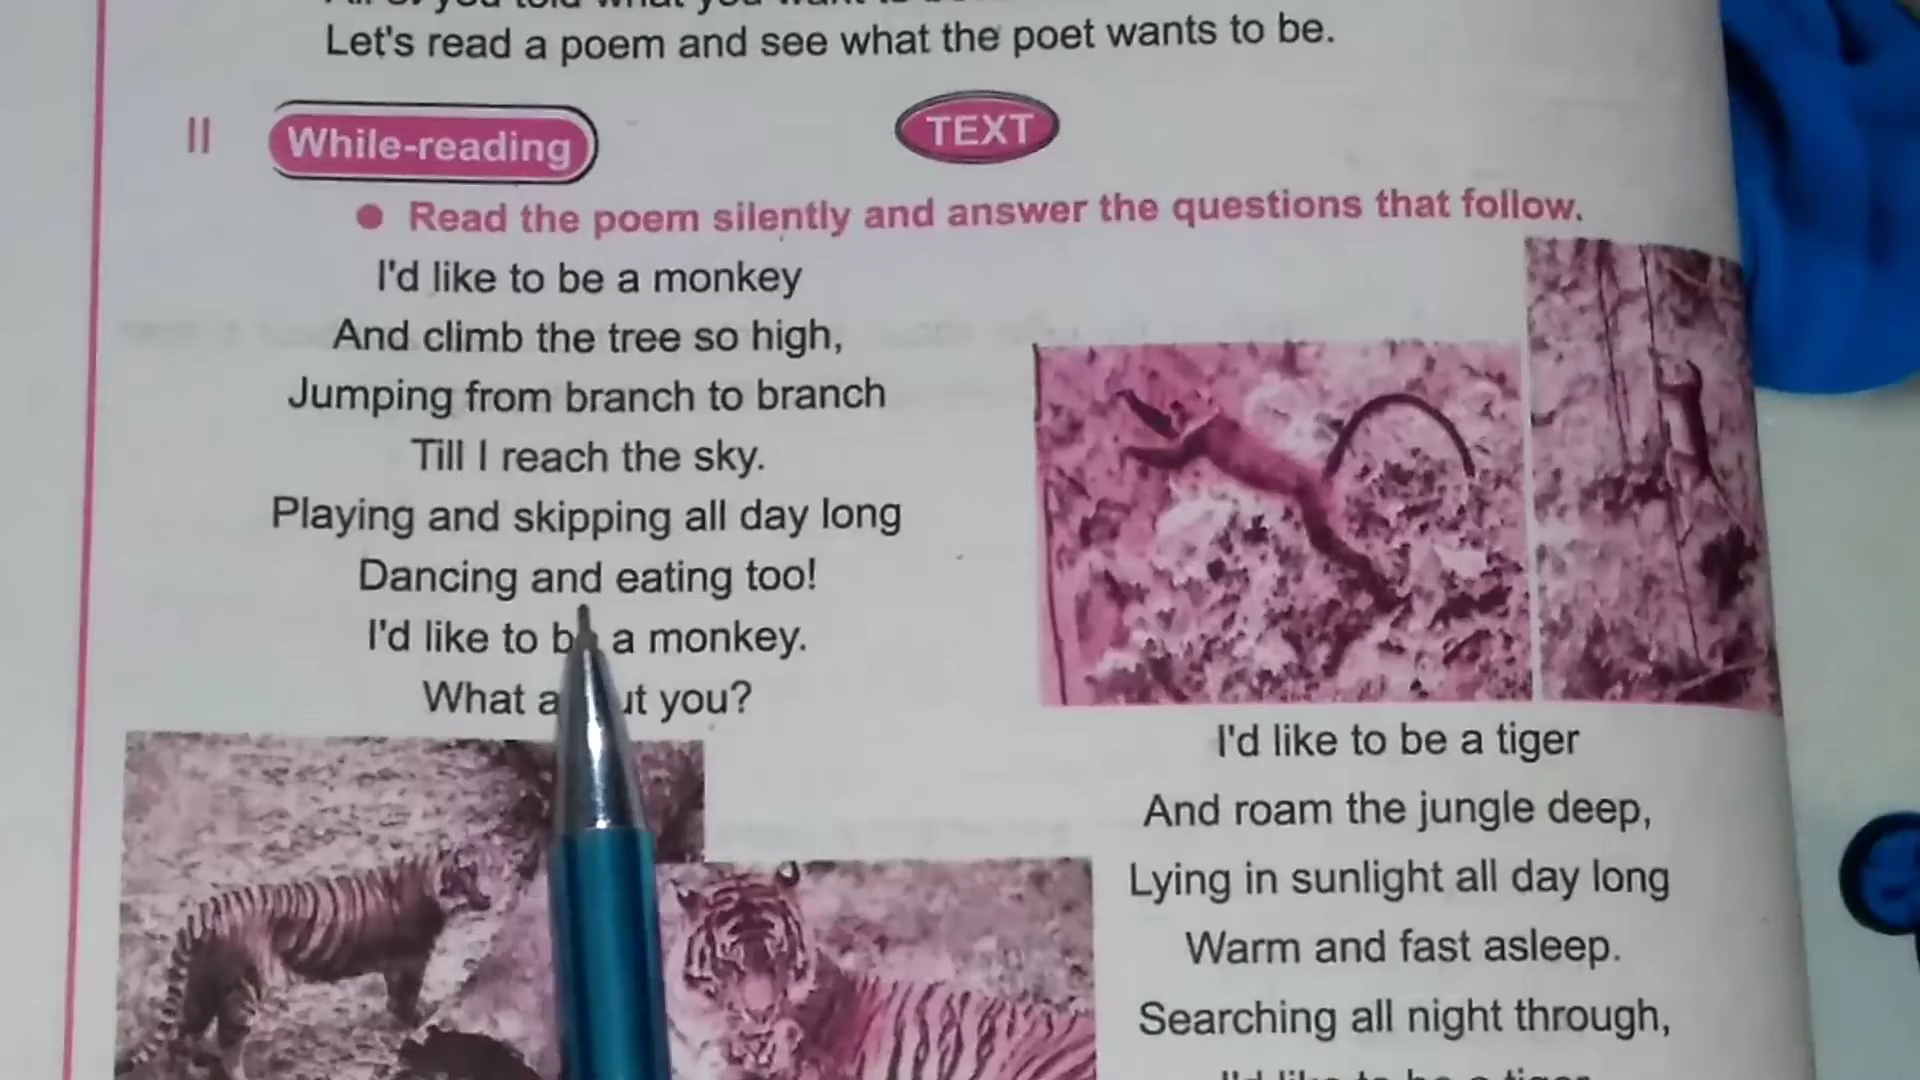 Let's read a poem and see what the poet wants to be.
II While-reading TEXT
● Read the poem silently and answer the questions that follow.
I'd like to be a monkey
And climb the tree so high,
Jumping from branch to branch
Till I reach the sky.
Playing and skipping all day long
Dancing and eating too!
I'd like to a monkey.
What you?
I'd like to be a tiger
And roam the jungle deep,
Lying in sunlight all day long
Warm and fast asleep.
Searching all night through,